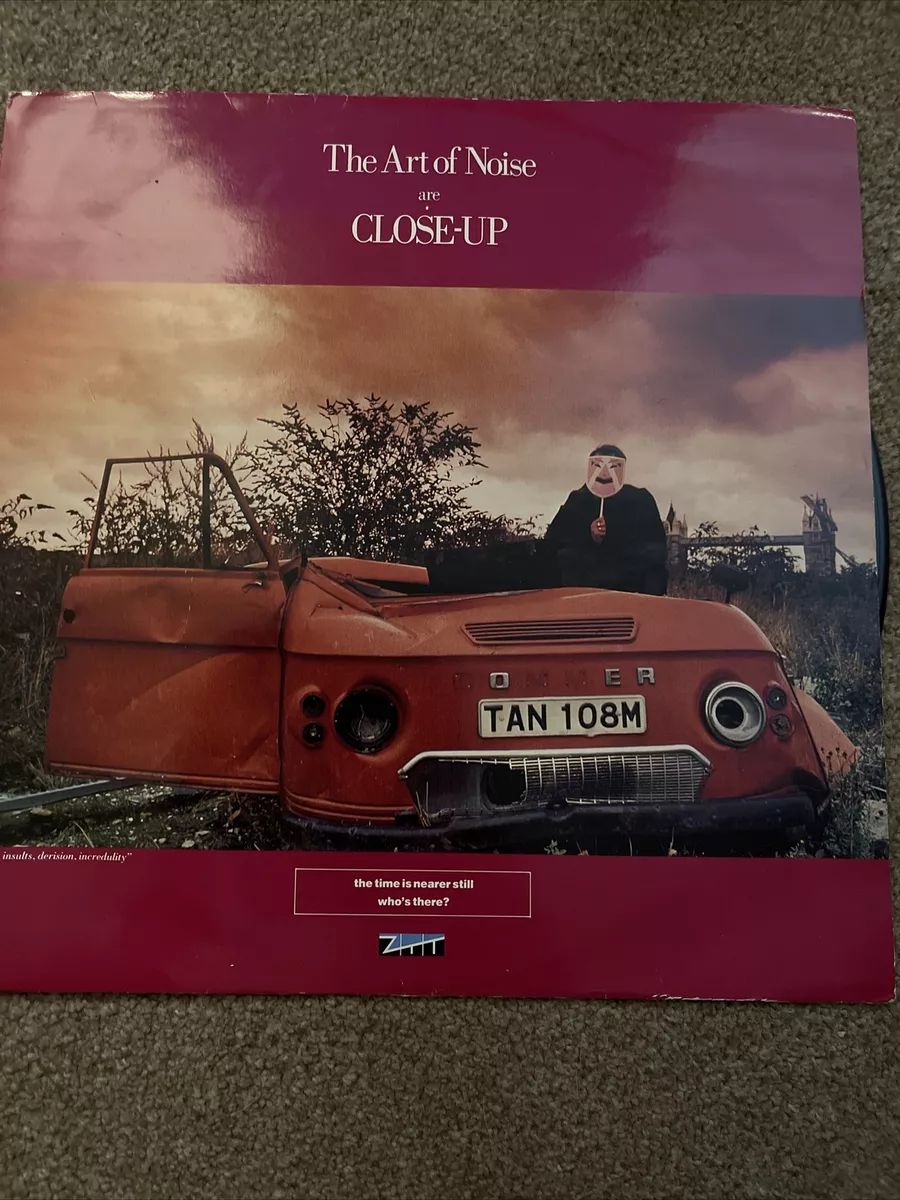 The Art of Noise
are
CLOSE-UP
OMMER
TAN 108M
insults, derision, incredulity”
the time is nearer still
who's there?
ZTT